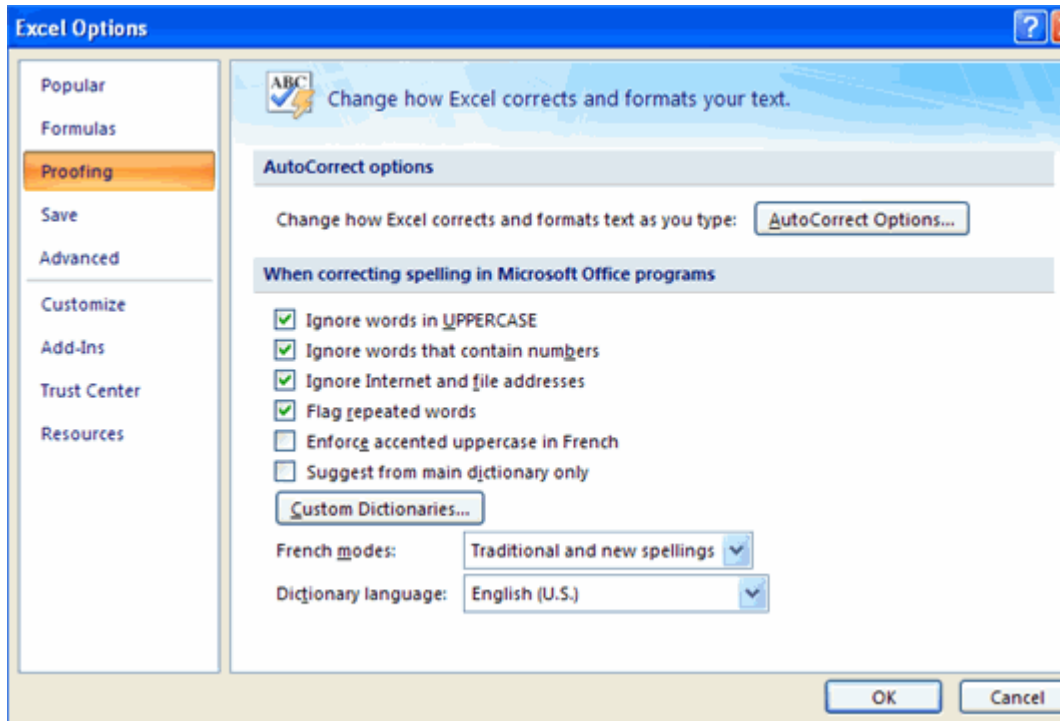 Excel Options
?
Popular
Formulas
Proofing
Save
Advanced
Customize
Add-Ins
Trust Center
Resources
ABC
Change how Excel corrects and formats your text.
AutoCorrect options
Change how Excel corrects and formats text as you type: AutoCorrect Options...
When correcting spelling in Microsoft Office programs
Ignore words in UPPERCASE
Ignore words that contain numbers
Ignore Internet and file addresses
Flag repeated words
Enforce accented uppercase in French
Suggest from main dictionary only
Custom Dictionaries...
French modes: Traditional and new spellings
Dictionary language: English (U.S.)
OK Cancel